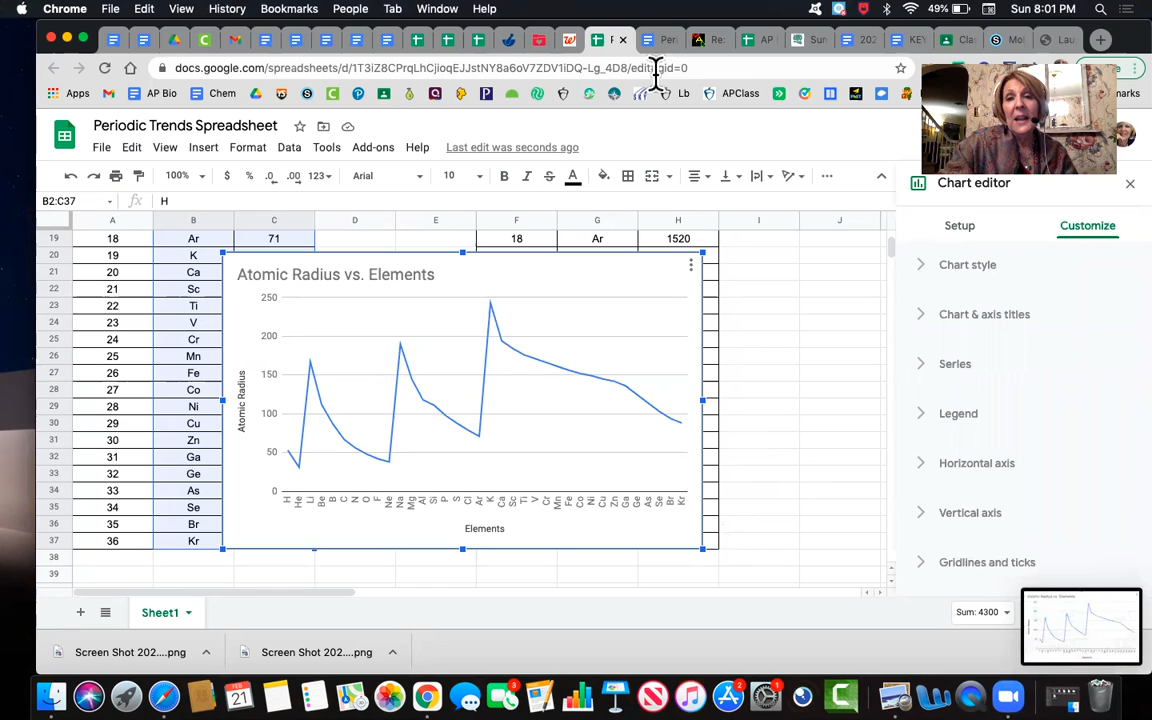 Chrome File Edit View History Bookmarks People Tab Window Help 49% Sun 8:01 PM
docs.google.com/spreadsheets/d/1T3iZ8CPrqLhCjioqEJJstNY8a6oV7ZDV1iDQ-Lg_4D8/edit#gid=0
Apps AP Bio Lb APClass
Periodic Trends Spreadsheet
File Edit View Insert Format Data Tools Add-ons Help Last edit was seconds ago
100% $ % .0 .00 123 Arial 10 B I S A
B2:C37 fx H
Chart editor
Setup Customize
A B C D E F G H I J
19 18 Ar 71 18 Ar 1520
20 19 K
21 20 Ca
22 21 Sc
23 22 Ti
24 23 V
25 24 Cr
26 25 Mn
27 26 Fe
28 27 Co
29 28 Ni
30 29 Cu
31 30 Zn
32 31 Ga
33 32 Ge
34 33 As
35 34 Se
36 35 Br
37 36 Kr
38
39
Atomic Radius vs. Elements
250
200
150
100
50
0
Atomic Radius
H He Li Be B C N O F Ne Na Mg Al Si P S Cl Ar K Ca Sc Ti V Cr Mn Fe Co Ni Cu Zn Ga Ge As Se Br Kr
Elements
Chart style
Chart & axis titles
Series
Legend
Horizontal axis
Vertical axis
Gridlines and ticks
Sheet1 Sum: 4300
Screen Shot 202....png Screen Shot 202....png
FEB
21
3
2
1